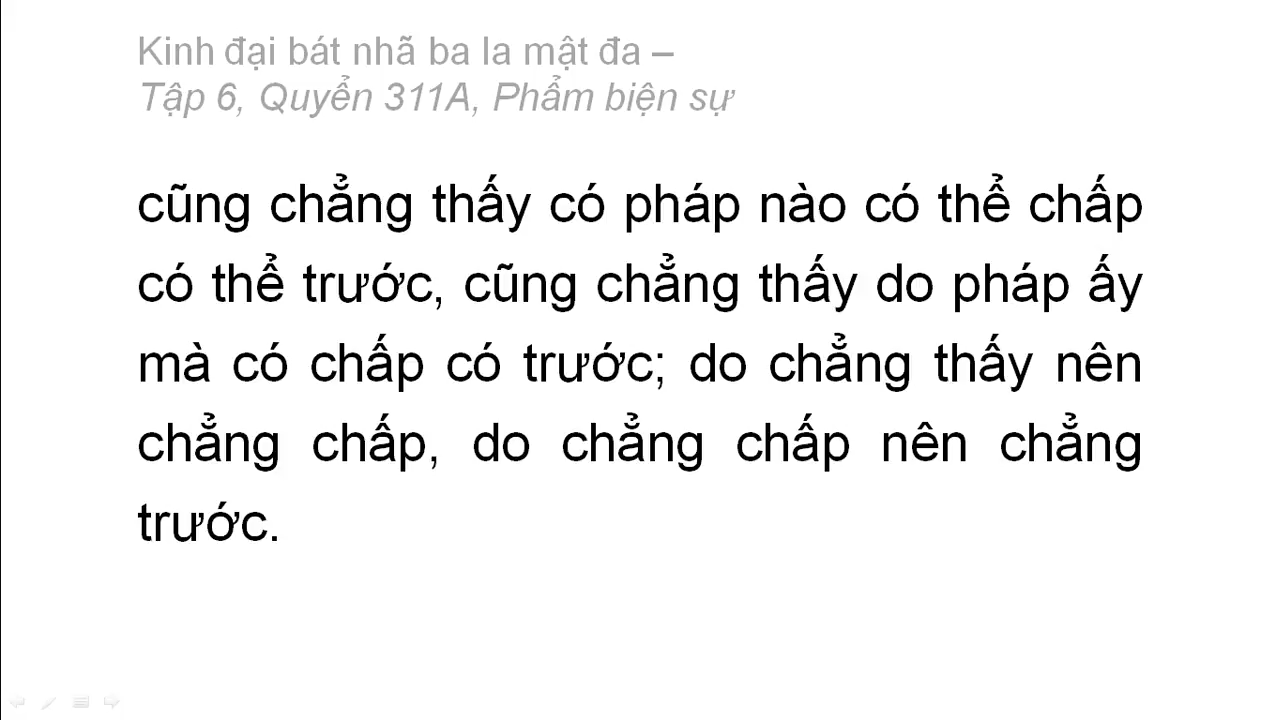 Kinh đại bát nhã ba la mật đa –
Tập 6, Quyển 311A, Phẩm biện sự
cũng chẳng thấy có pháp nào có thể chấp
có thể trước, cũng chẳng thấy do pháp ấy
mà có chấp có trước; do chẳng thấy nên
chẳng chấp, do chẳng chấp nên chẳng
trước.